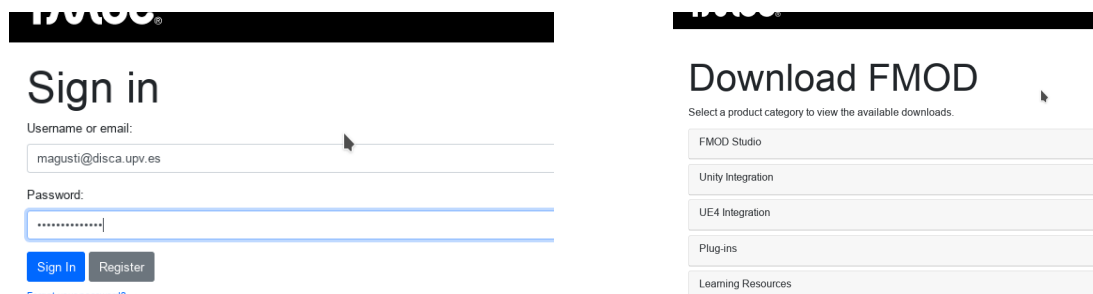 Sign in
Username or email:
magusti@disca.upv.es
Password:
Sign In
Register
Download FMOD
Select a product category to view the available downloads.
FMOD Studio
Unity Integration
UE4 Integration
Plug-ins
Learning Resources